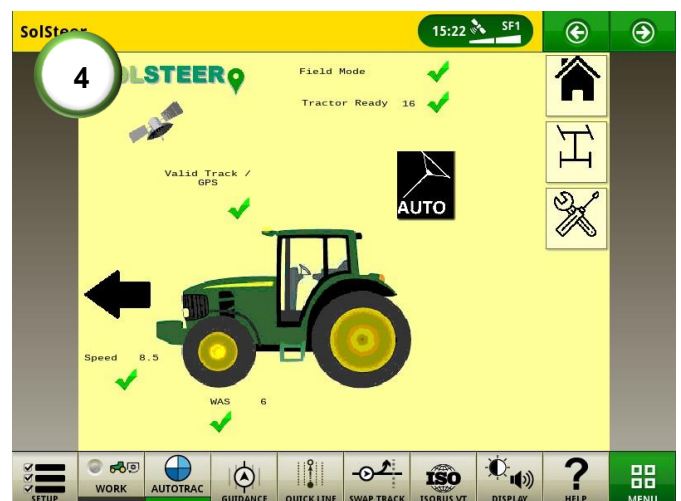 SolSteer
15:22 SF1
4
OLSTEER
Field Mode
Tractor Ready 16
Valid Track /
GPS
AUTO
Speed 8.5
WAS 6
SETUP
WORK
AUTOTRAC
GUIDANCE
QUICK LINE
SWAP TRACK
ISO
ISOBUS VT
DISPLAY
?
HELP
MENU